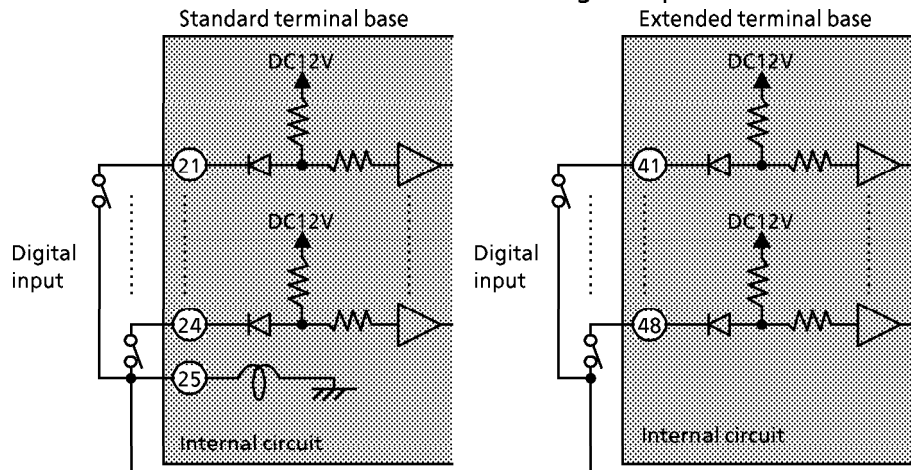 Standard terminal base
DC12V
21
DC12V
Digital
input
24
25
Internal circuit
Extended terminal base
DC12V
41
DC12V
Digital
input
48
Internal circuit